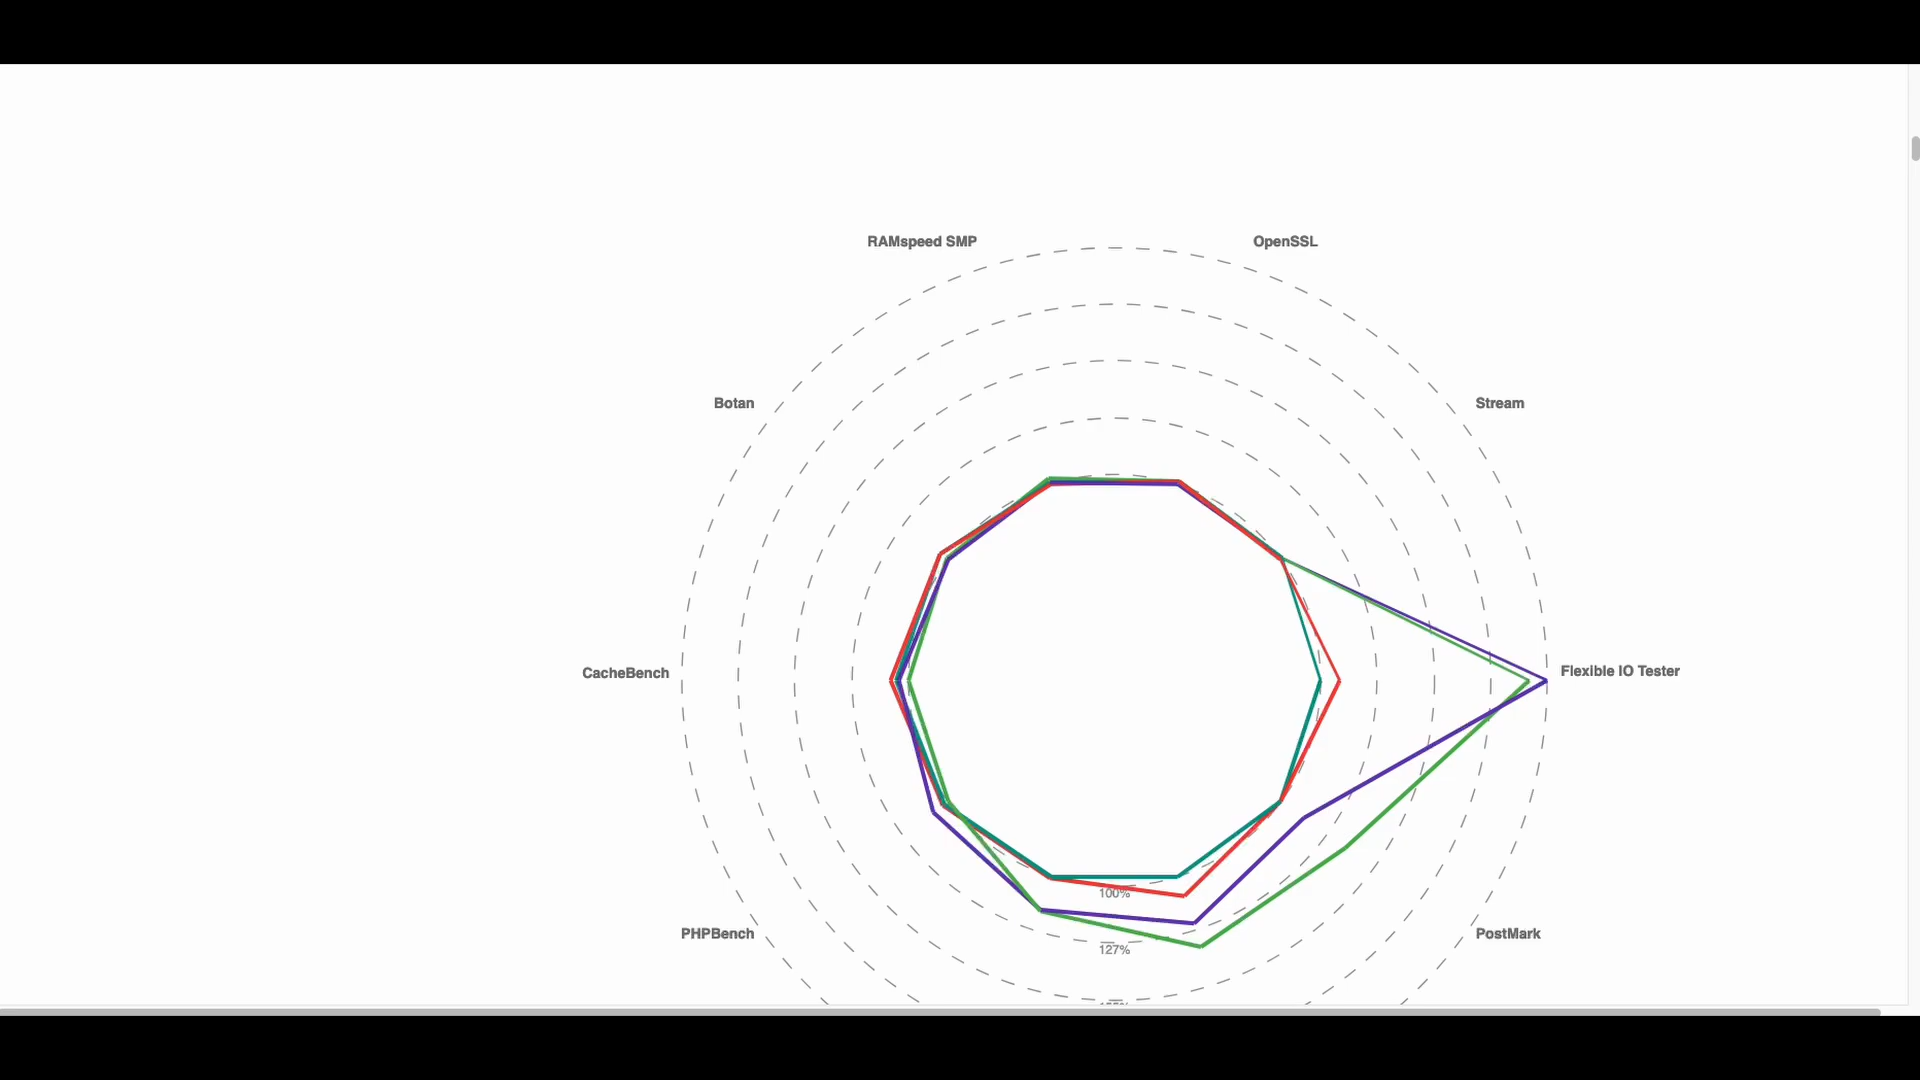 RAMspeed SMP
OpenSSL
Botan
Stream
CacheBench
Flexible IO Tester
100%
PHPBench
PostMark
127%